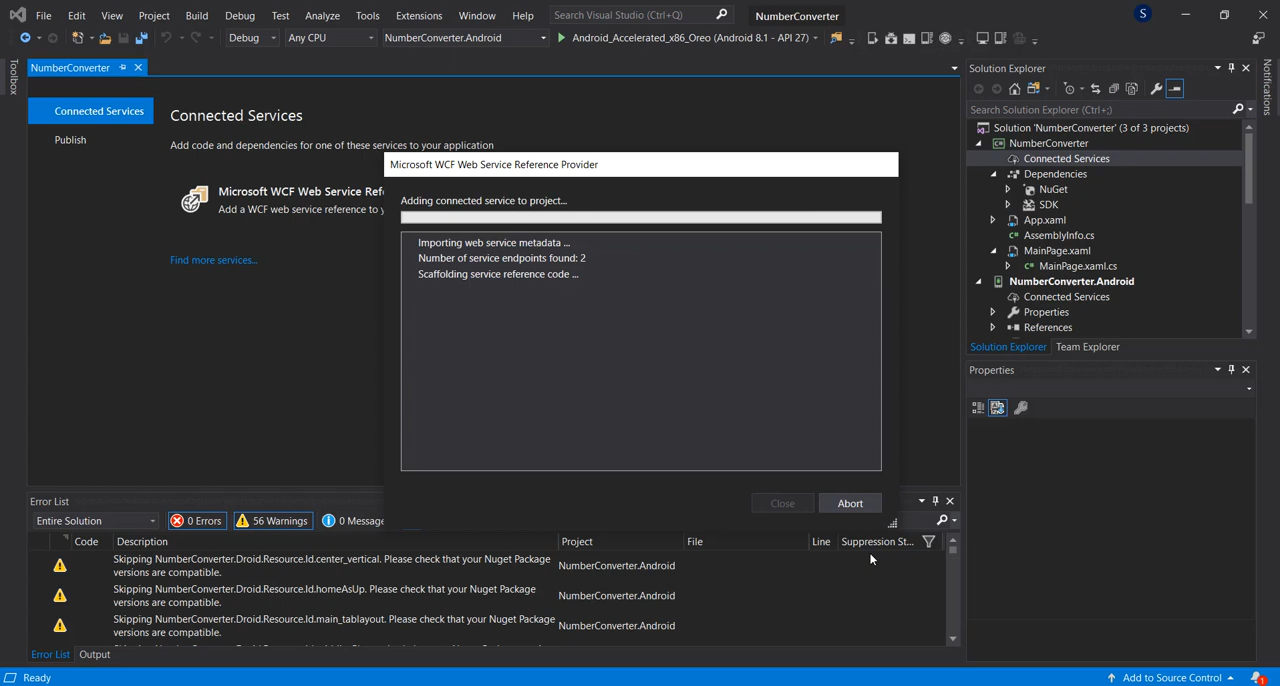 File Edit View Project Build Debug Test Analyze Tools Extensions Window Help Search Visual Studio (Ctrl+Q) NumberConverter S
Debug Any CPU NumberConverter.Android Android_Accelerated_x86_Oreo (Android 8.1 - API 27)
Toolbox
NumberConverter
Connected Services
Publish
Connected Services
Add code and dependencies for one of these services to your application
Microsoft WCF Web Service Ref
Add a WCF web service reference to y
Find more services...
Microsoft WCF Web Service Reference Provider
Adding connected service to project...
Importing web service metadata ...
Number of service endpoints found: 2
Scaffolding service reference code ...
Close Abort
Solution Explorer
Search Solution Explorer (Ctrl+;)
Solution 'NumberConverter' (3 of 3 projects)
NumberConverter
Connected Services
Dependencies
NuGet
SDK
App.xaml
AssemblyInfo.cs
MainPage.xaml
MainPage.xaml.cs
NumberConverter.Android
Connected Services
Properties
References
Solution Explorer Team Explorer
Notifications
Properties
Error List
Entire Solution 0 Errors 56 Warnings 0 Message
Code Description Project File Line Suppression St...
Skipping NumberConverter.Droid.Resource.Id.center_vertical. Please check that your Nuget Package
versions are compatible.
NumberConverter.Android
Skipping NumberConverter.Droid.Resource.Id.homeAsUp. Please check that your Nuget Package
versions are compatible.
NumberConverter.Android
Skipping NumberConverter.Droid.Resource.Id.main_tablayout. Please check that your Nuget Package
versions are compatible.
NumberConverter.Android
Error List Output
Ready Add to Source Control 1